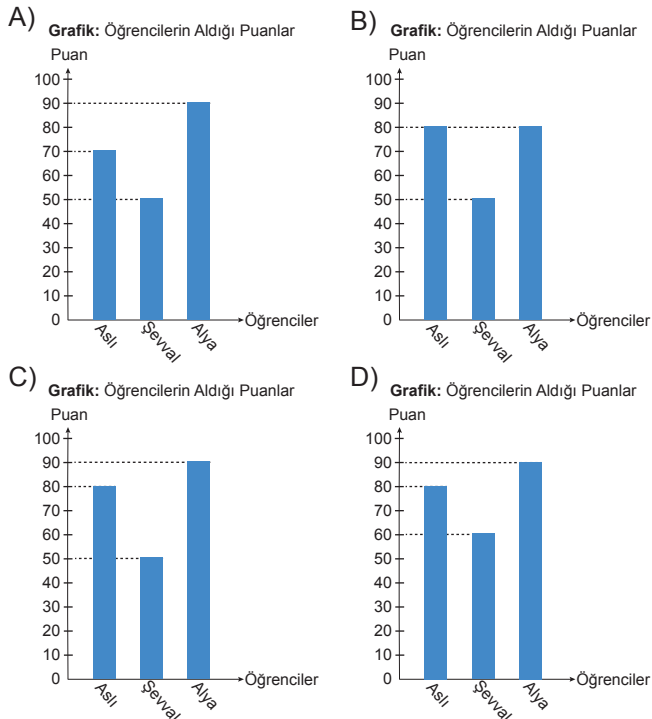 A)
Grafik: Öğrencilerin Aldığı Puanlar
Puan
100
90
80
70
60
50
40
30
20
10
0
Aslı
Şevval
Alya
Öğrenciler
B)
Grafik: Öğrencilerin Aldığı Puanlar
Puan
100
90
80
70
60
50
40
30
20
10
0
Aslı
Şevval
Alya
Öğrenciler
C)
Grafik: Öğrencilerin Aldığı Puanlar
Puan
100
90
80
70
60
50
40
30
20
10
0
Aslı
Şevval
Alya
Öğrenciler
D)
Grafik: Öğrencilerin Aldığı Puanlar
Puan
100
90
80
70
60
50
40
30
20
10
0
Aslı
Şevval
Alya
Öğrenciler